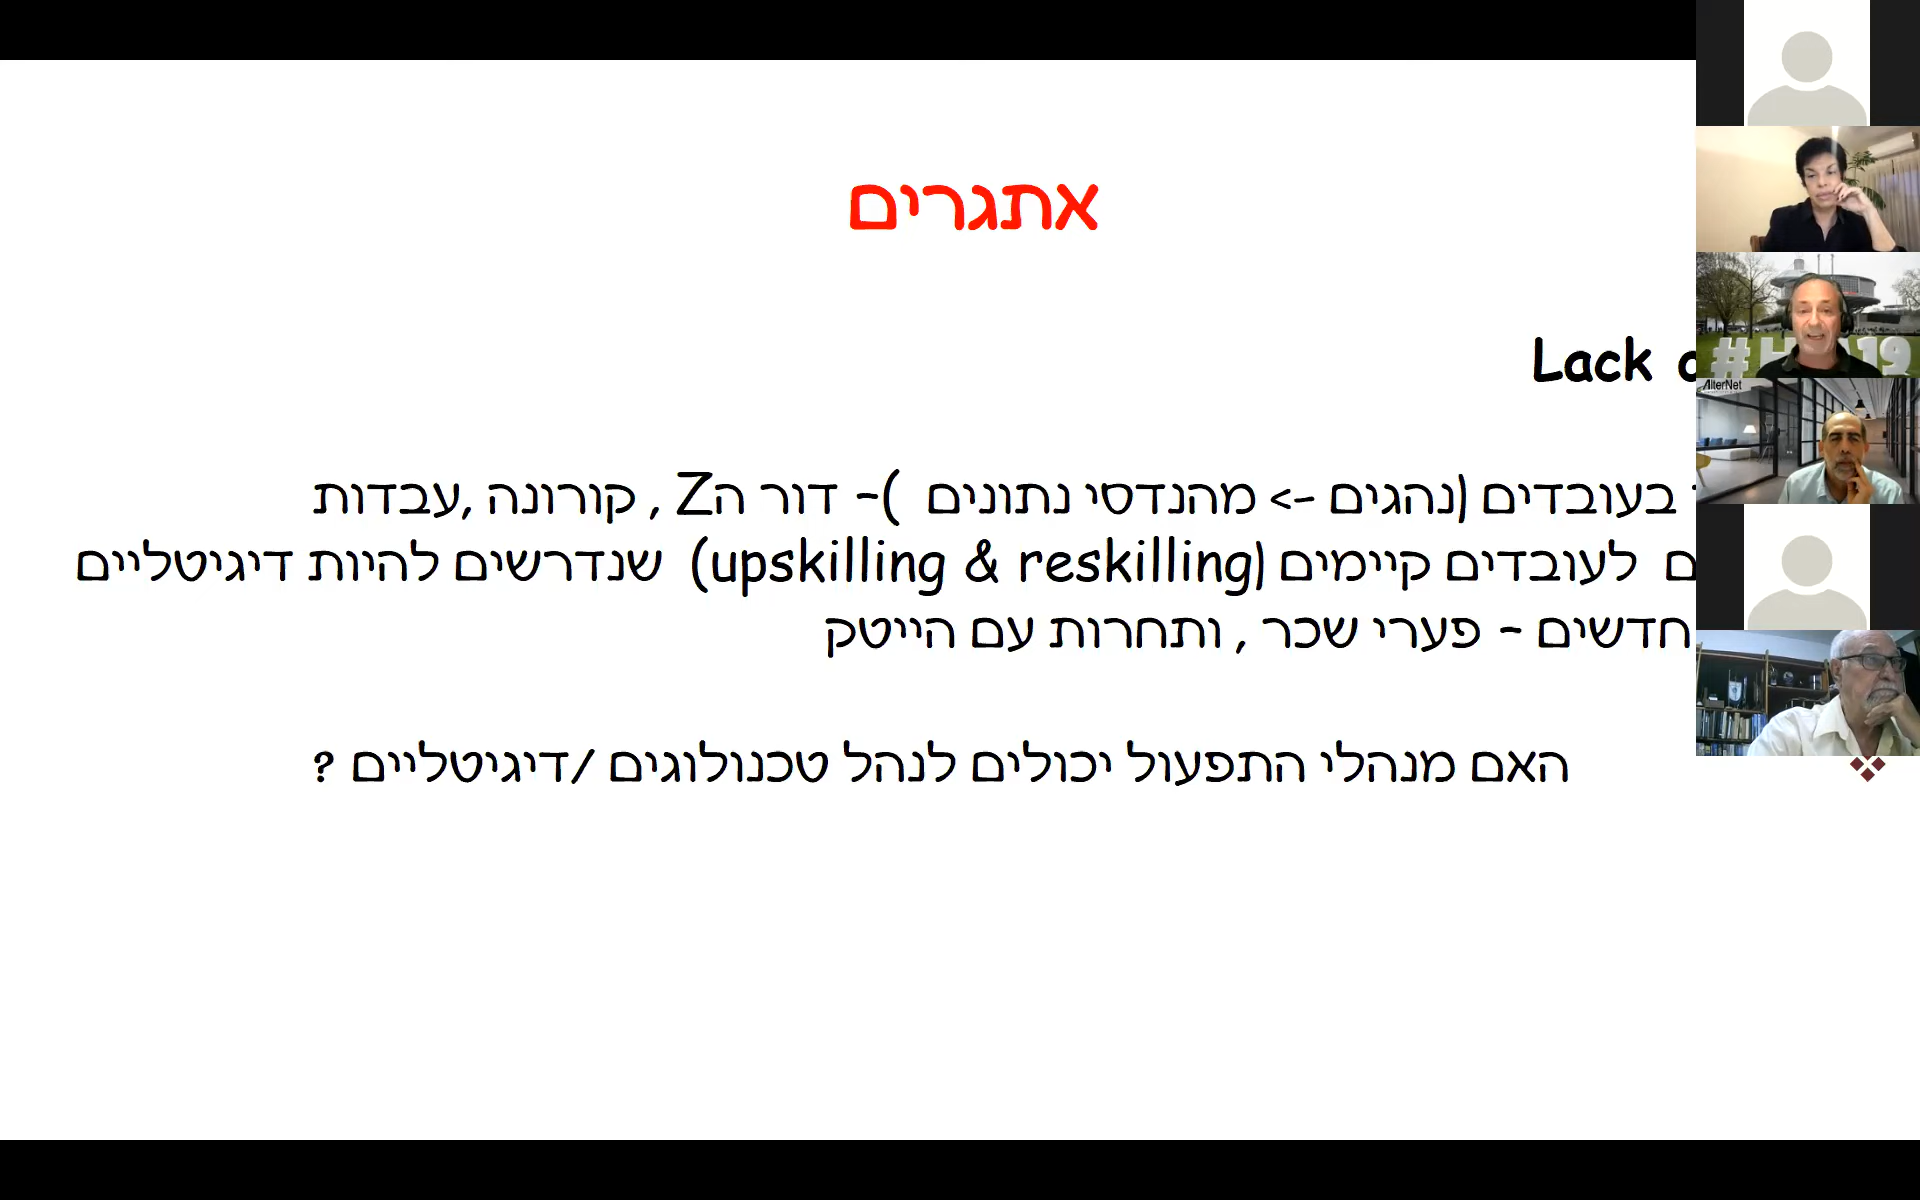 אתגרים
Lack
בעובדים (נהגים -> מהנדסי נתונים )- דור הZ , קורונה ,עבדות
לעובדים קיימים (upskilling & reskilling) שנדרשים להיות דיגיטליים
חדשים - פערי שכר , ותחרות עם הייטק
האם מנהלי התפעול יכולים לנהל טכנולוגים /דיגיטליים ?
AlterNet